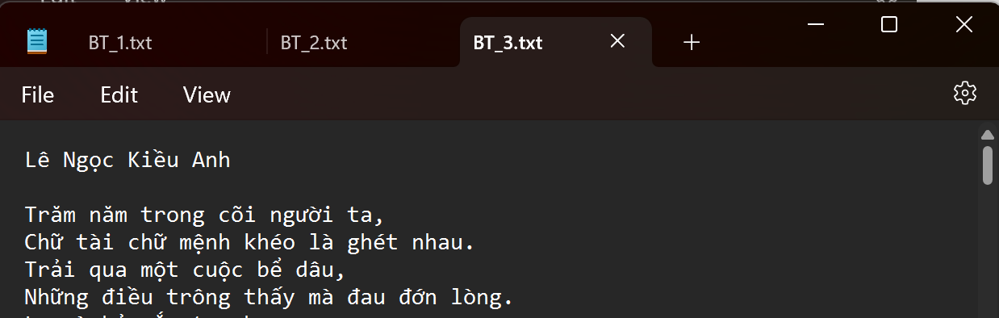 BT_1.txt BT_2.txt BT_3.txt
File Edit View
Lê Ngọc Kiều Anh
Trăm năm trong cõi người ta,
Chữ tài chữ mệnh khéo là ghét nhau.
Trải qua một cuộc bể dâu,
Những điều trông thấy mà đau đớn lòng.